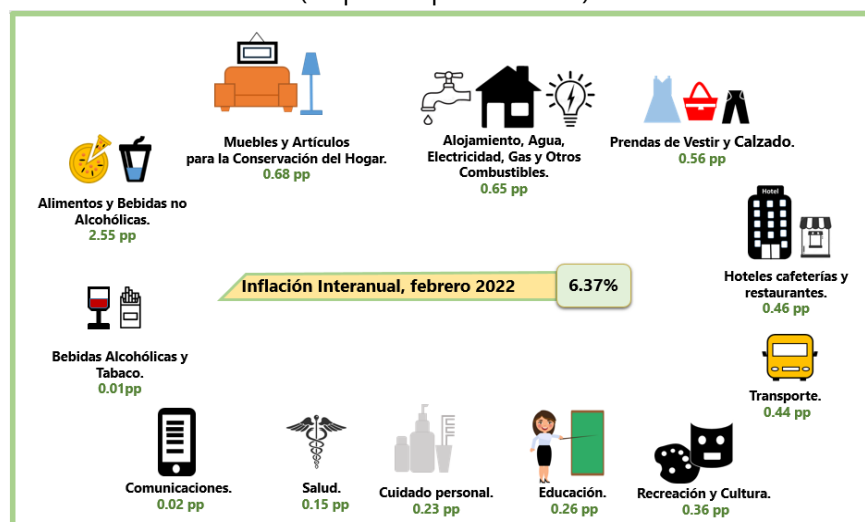 Muebles y Artículos
para la Conservación del Hogar.
0.68 pp
Alojamiento, Agua,
Electricidad, Gas y Otros
Combustibles.
0.65 pp
Prendas de Vestir y Calzado.
0.56 pp
Alimentos y Bebidas no
Alcohólicas.
2.55 pp
Hotel
Hoteles cafeterías y
restaurantes.
0.46 pp
Inflación Interanual, febrero 2022
6.37%
Bebidas Alcohólicas y
Tabaco.
0.01pp
Transporte.
0.44 pp
Comunicaciones.
0.02 pp
Salud.
0.15 pp
Cuidado personal.
0.23 pp
Educación.
0.26 pp
Recreación y Cultura.
0.36 pp